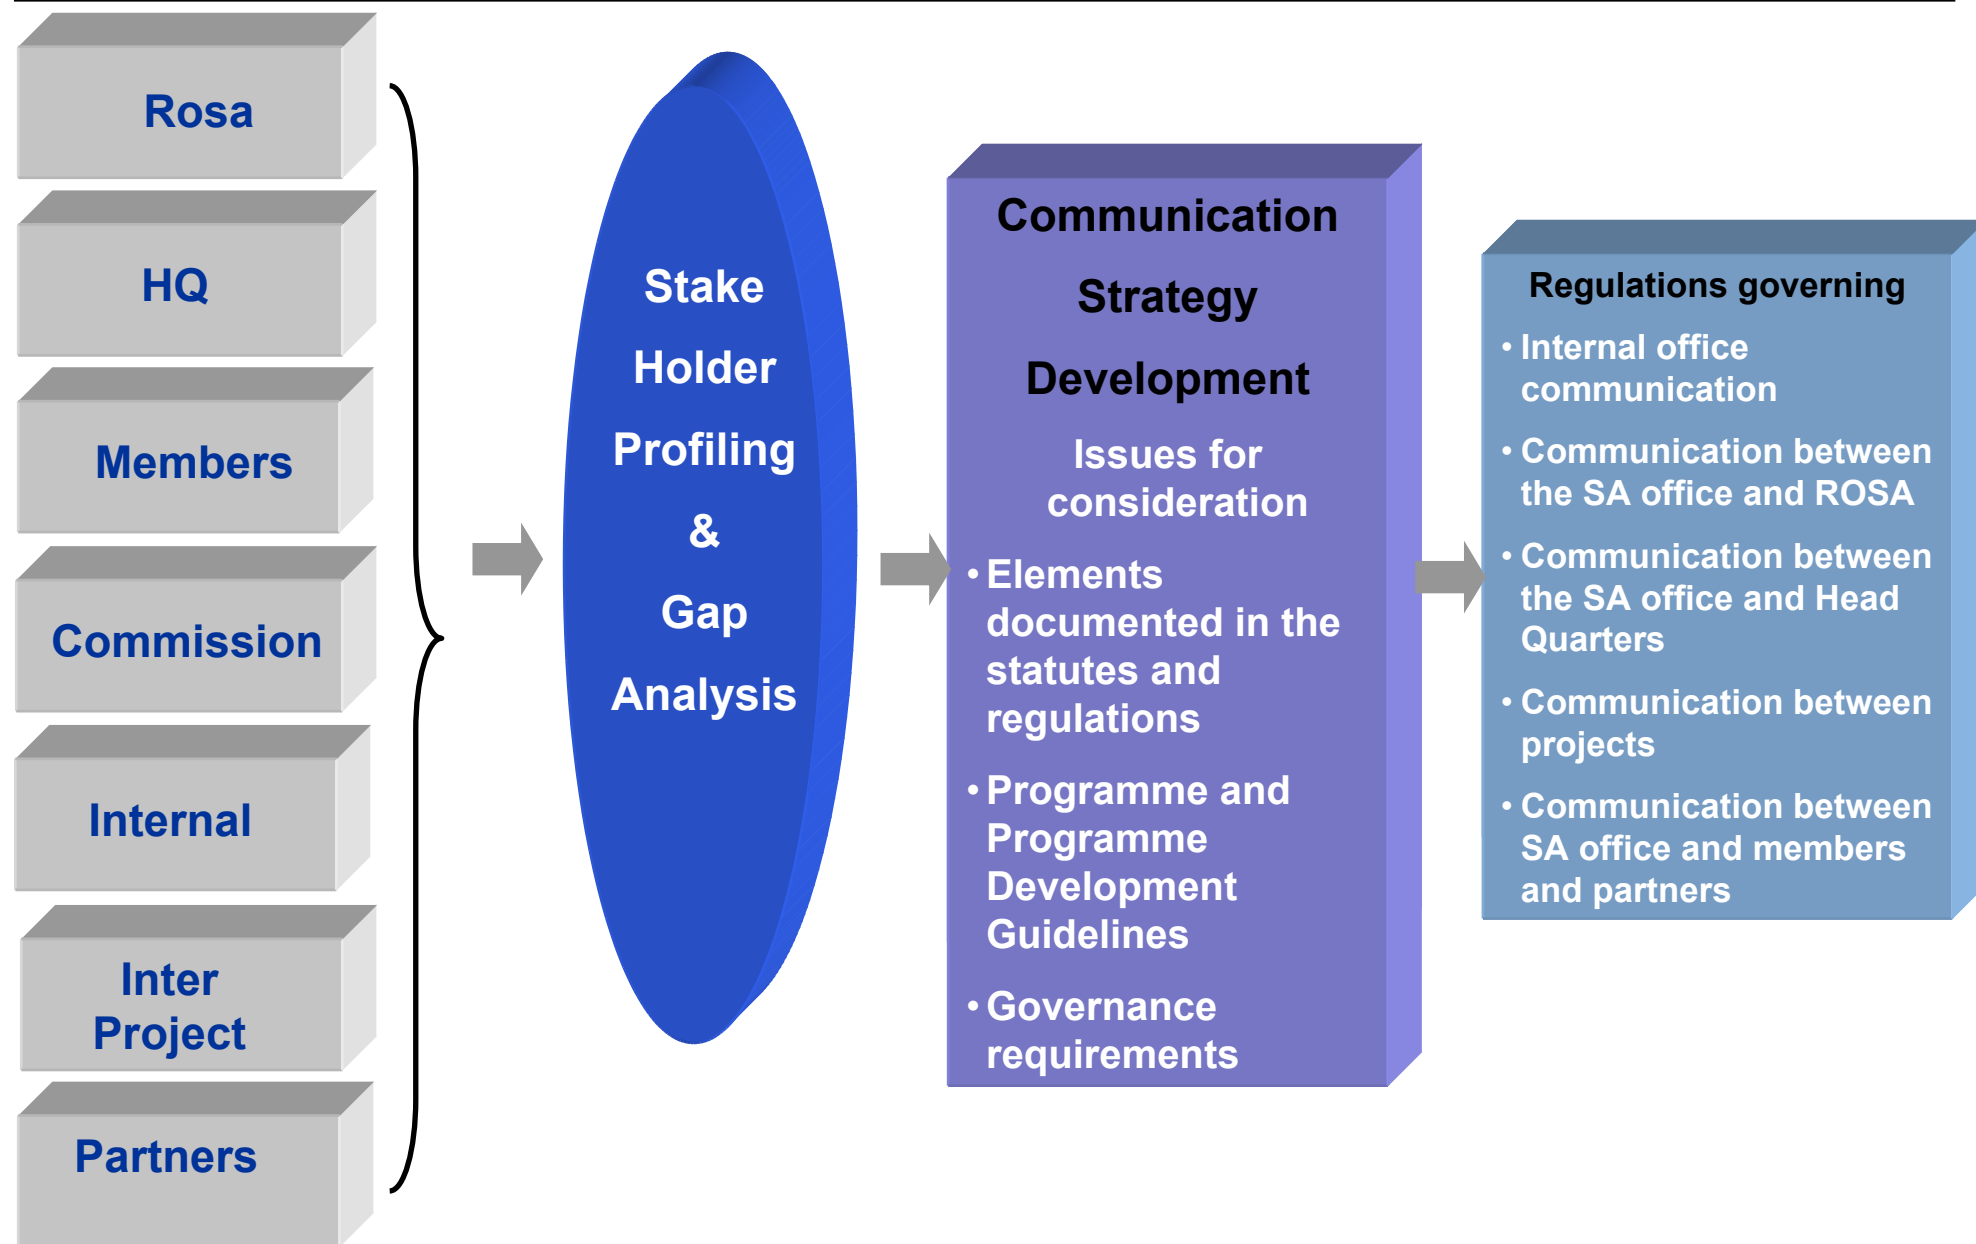 Rosa
HQ
Members
Commission
Internal
Inter
Project
Partners
Stake
Holder
Profiling
&
Gap
Analysis
Communication
Strategy
Development
Issues for
consideration
• Elements
documented in the
statutes and
regulations
• Programme and
Programme
Development
Guidelines
• Governance
requirements
Regulations governing
• Internal office
communication
• Communication between
the SA office and ROSA
• Communication between
the SA office and Head
Quarters
• Communication between
projects
• Communication between
SA office and members
and partners